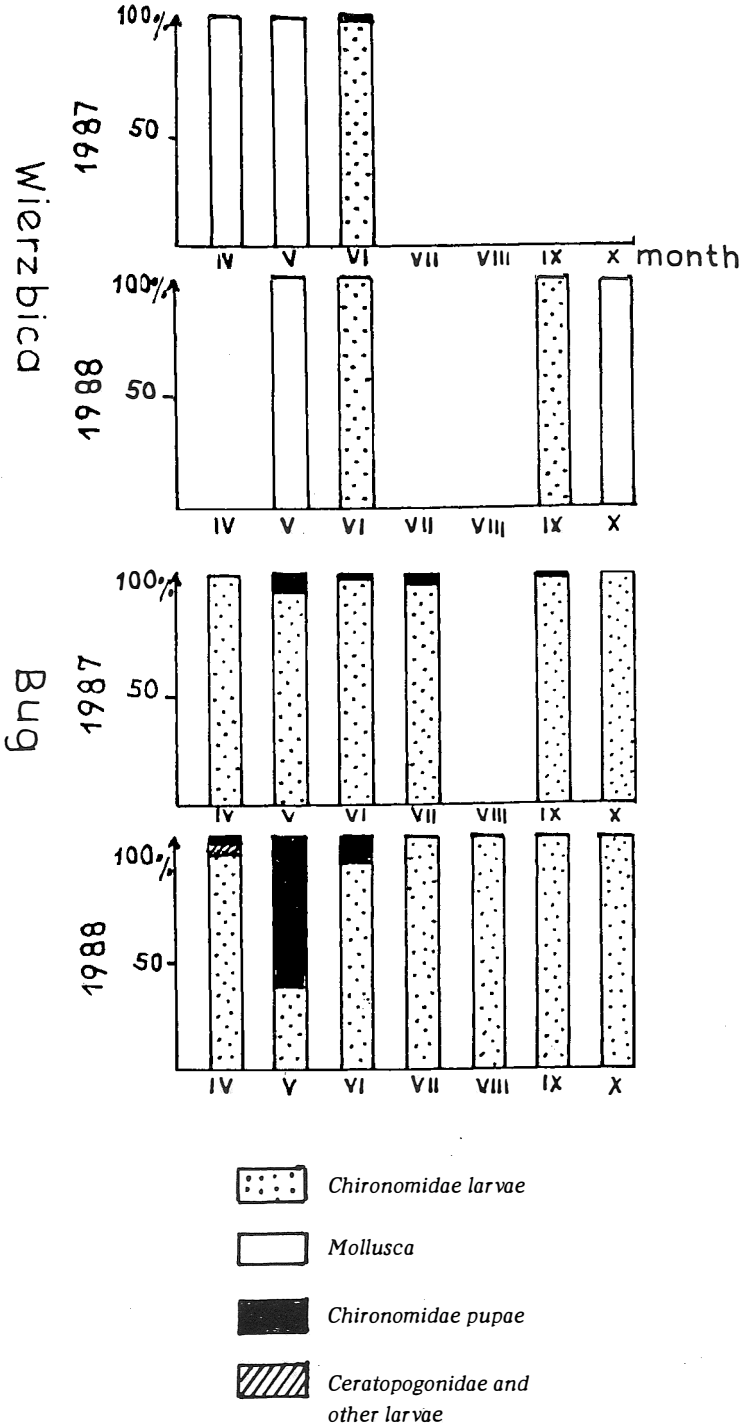 Wierzbica
1987
100%
50
IV V VI VII VIII IX X month
1988
100%
50
IV V VI VII VIII IX X
Bug
1987
100%
50
IV V VI VII VIII IX X
1988
100%
50
IV V VI VII VIII IX X
Chironomidae larvae
Mollusca
Chironomidae pupae
Ceratopogonidae and
other larvae